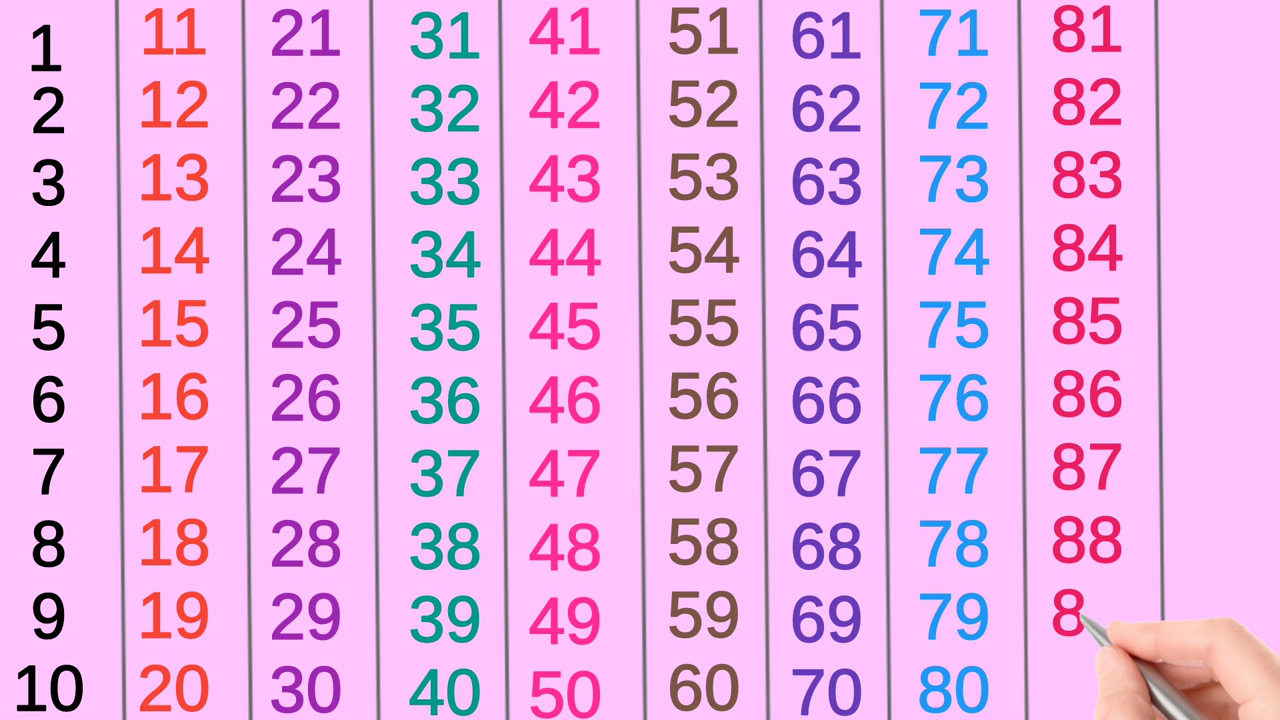 1 11 21 31 41 51 61 71 81
2 12 22 32 42 52 62 72 82
3 13 23 33 43 53 63 73 83
4 14 24 34 44 54 64 74 84
5 15 25 35 45 55 65 75 85
6 16 26 36 46 56 66 76 86
7 17 27 37 47 57 67 77 87
8 18 28 38 48 58 68 78 88
9 19 29 39 49 59 69 79 8
10 20 30 40 50 60 70 80